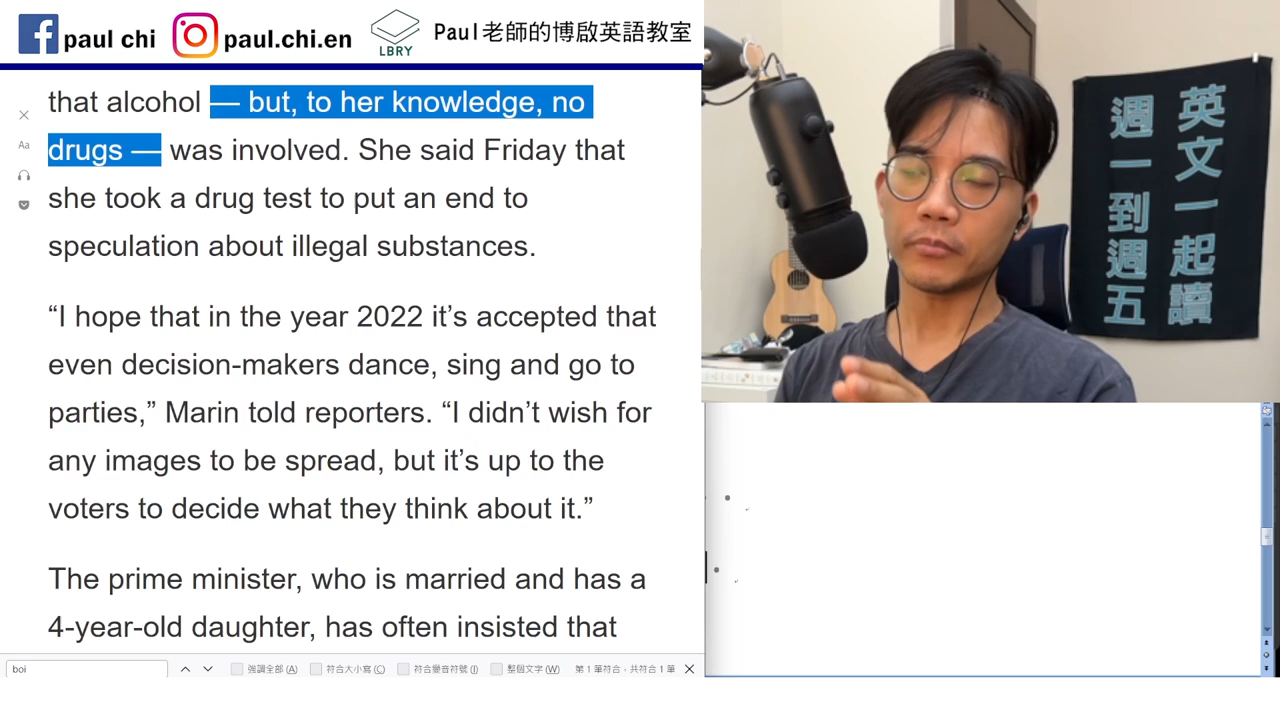 paul chi
paul.chi.en
LBRY
Paul老師的博啟英語教室
that alcohol — but, to her knowledge, no
drugs — was involved. She said Friday that
she took a drug test to put an end to
speculation about illegal substances.
“I hope that in the year 2022 it’s accepted that
even decision-makers dance, sing and go to
parties,” Marin told reporters. “I didn’t wish for
any images to be spread, but it’s up to the
voters to decide what they think about it.”
The prime minister, who is married and has a
4-year-old daughter, has often insisted that
Aa
boi
強調全部 (A)
符合大小寫 (C)
符合變音符號 (I)
整個文字 (W)
第 1 筆符合，共符合 1 筆
英文一起讀
週一到週五